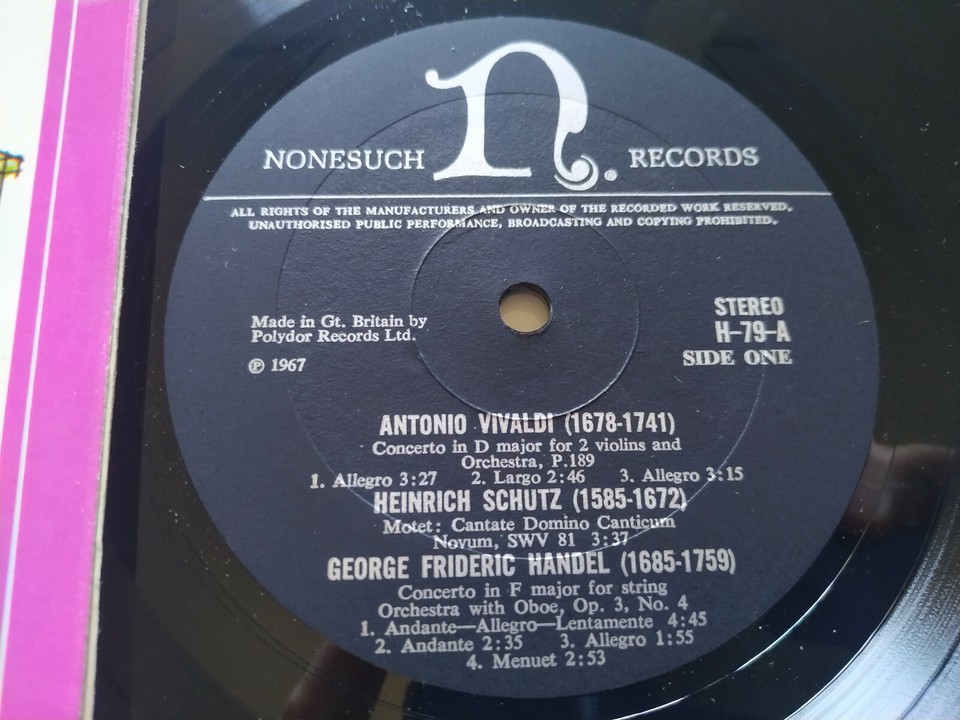 NONESUCH n. RECORDS
ALL RIGHTS OF THE MANUFACTURERS AND OWNER OF THE RECORDED WORK RESERVED.
UNAUTHORISED PUBLIC PERFORMANCE, BROADCASTING AND COPYING PROHIBITED.
Made in Gt. Britain by
Polydor Records Ltd.
℗ 1967
STEREO
H-79-A
SIDE ONE
ANTONIO VIVALDI (1678-1741)
Concerto in D major for 2 violins and
Orchestra, P.189
1. Allegro 3:27 2. Largo 2:46 3. Allegro 3:15
HEINRICH SCHUTZ (1585-1672)
Motet: Cantate Domino Canticum
Novum, SWV 81 3:37
GEORGE FRIDERIC HANDEL (1685-1759)
Concerto in F major for string
Orchestra with Oboe, Op. 3, No. 4
1. Andante—Allegro—Lentamente 4:45
2. Andante 2:35 3. Allegro 1:55
4. Menuet 2:53